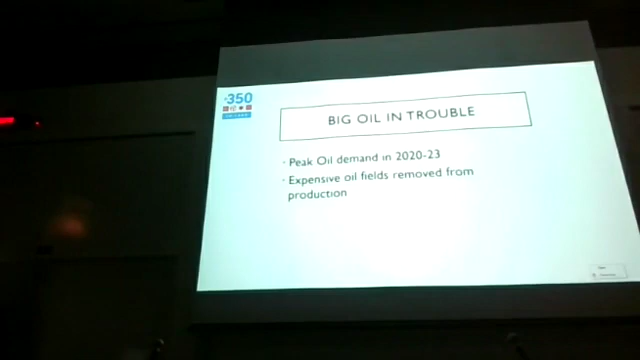 350
BIG OIL IN TROUBLE
· Peak Oil demand in 2020-23
· Expensive oil fields removed from
production